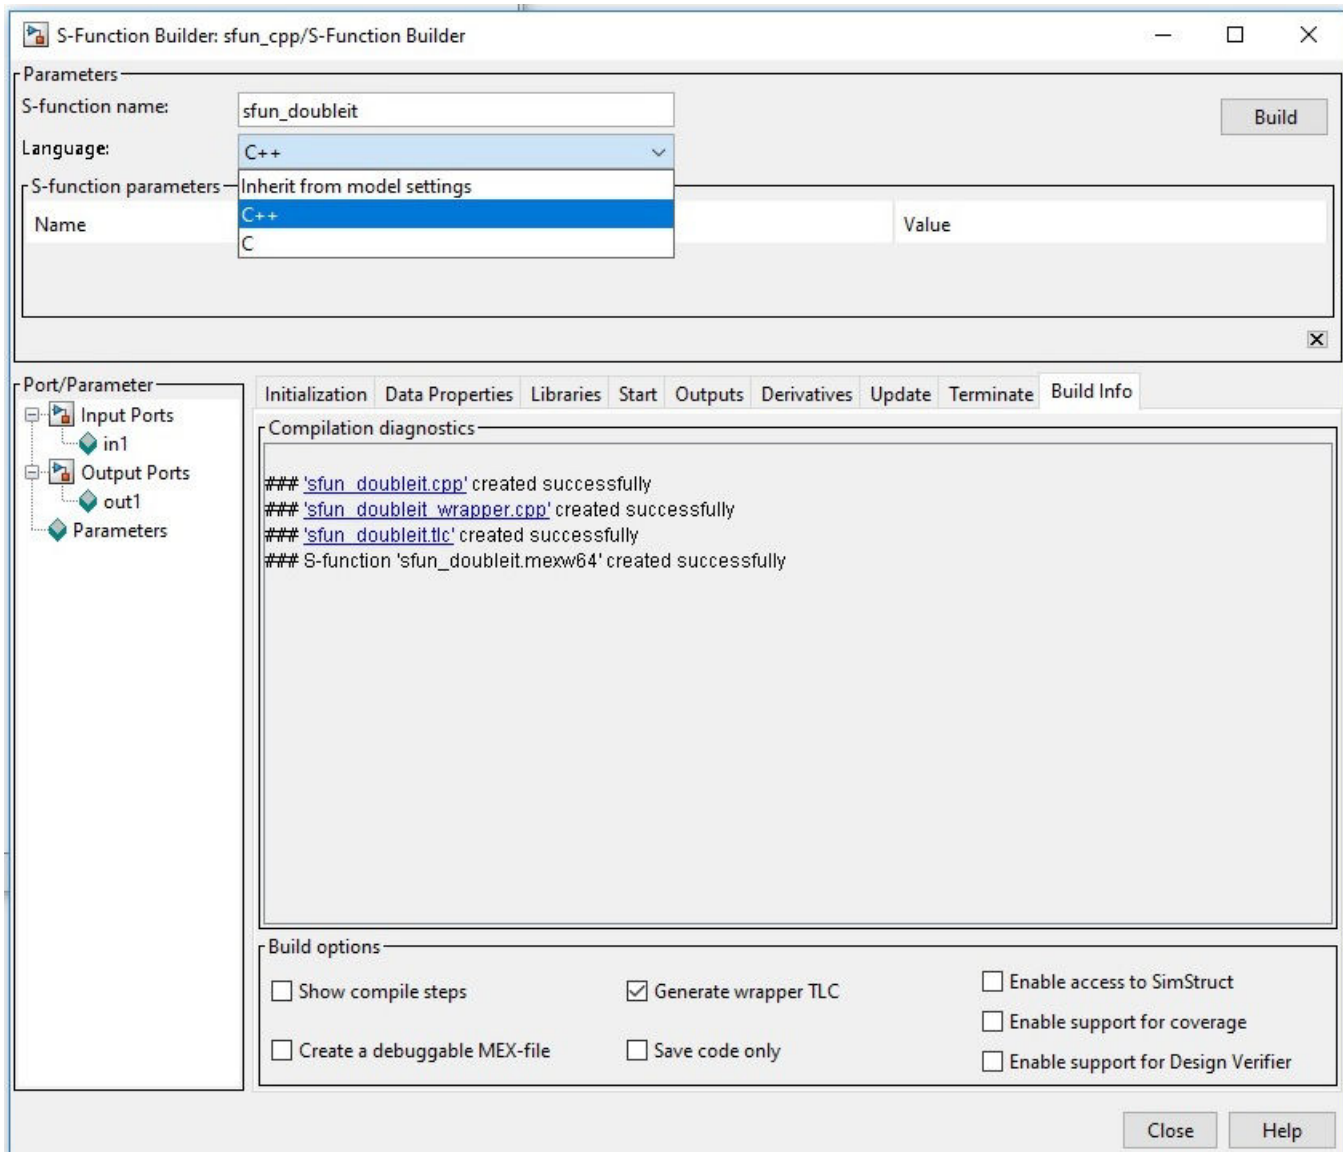 S-Function Builder: sfun_cpp/S-Function Builder
Parameters
S-function name: sfun_doubleit Build
Language: C++
Inherit from model settings
C++
C
S-function parameters
Name Value
Port/Parameter
Input Ports
in1
Output Ports
out1
Parameters
Initialization Data Properties Libraries Start Outputs Derivatives Update Terminate Build Info
Compilation diagnostics
### 'sfun_doubleit.cpp' created successfully
### 'sfun_doubleit_wrapper.cpp' created successfully
### 'sfun_doubleit.tlc' created successfully
### S-function 'sfun_doubleit.mexw64' created successfully
Build options
Show compile steps Generate wrapper TLC Enable access to SimStruct
Enable support for coverage
Create a debuggable MEX-file Save code only Enable support for Design Verifier
Close Help